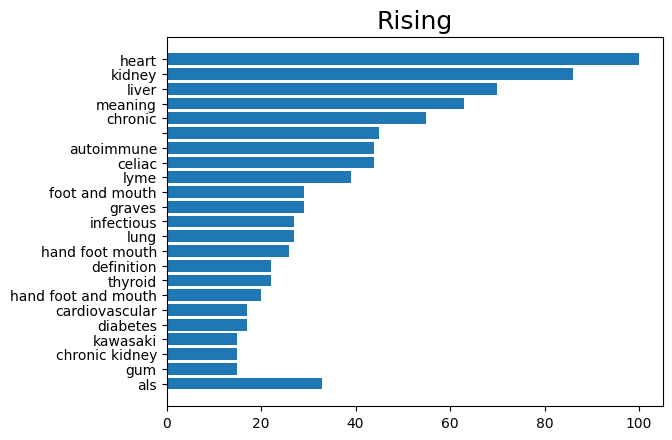 Rising
heart
kidney
liver
meaning
chronic
autoimmune
celiac
lyme
foot and mouth
graves
infectious
lung
hand foot mouth
definition
thyroid
hand foot and mouth
cardiovascular
diabetes
kawasaki
chronic kidney
gum
als
0 20 40 60 80 100